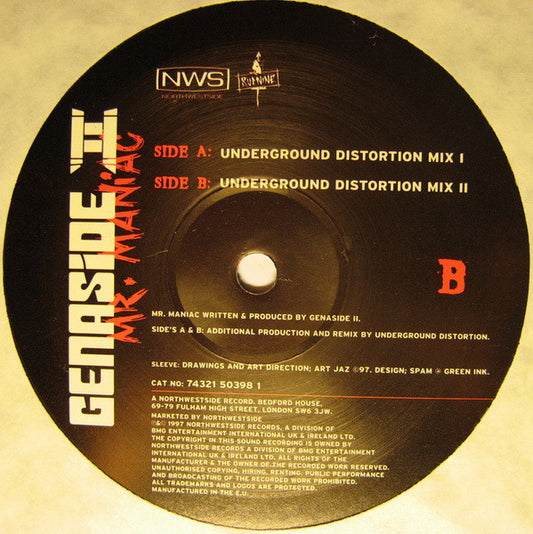 NWS
NORTHWESTSIDE
BURNING
GENASIDE II
MR. MANIAC
SIDE A: UNDERGROUND DISTORTION MIX I
SIDE B: UNDERGROUND DISTORTION MIX II
B
MR. MANIAC WRITTEN & PRODUCED BY GENASIDE II.
SIDE'S A & B: ADDITIONAL PRODUCTION AND REMIX BY UNDERGROUND DISTORTION.
SLEEVE: DRAWINGS AND ART DIRECTION; ART JAZ ©97. DESIGN; SPAM @ GREEN INK.
CAT NO: 74321 50398 1
A NORTHWESTSIDE RECORD. BEDFORD HOUSE,
69-79 FULHAM HIGH STREET, LONDON SW6 3JW.
MARKETED BY NORTHWESTSIDE
℗&© 1997 NORTHWESTSIDE RECORDS, A DIVISION OF
BMG ENTERTAINMENT INTERNATIONAL UK & IRELAND LTD.
THE COPYRIGHT IN THIS SOUND RECORDING IS OWNED BY
NORTHWESTSIDE RECORDS A DIVISION OF BMG ENTERTAINMENT
INTERNATIONAL UK & IRELAND LTD. ALL RIGHTS OF THE
MANUFACTURER & THE OWNER OF THE RECORDED WORK RESERVED.
UNAUTHORISED COPYING, HIRING, RENTING, PUBLIC PERFORMANCE
AND BROADCASTING OF THE RECORDED WORK PROHIBITED.
ALL TRADEMARKS AND LOGOS ARE PROTECTED.
MANUFACTURED IN THE E.U.